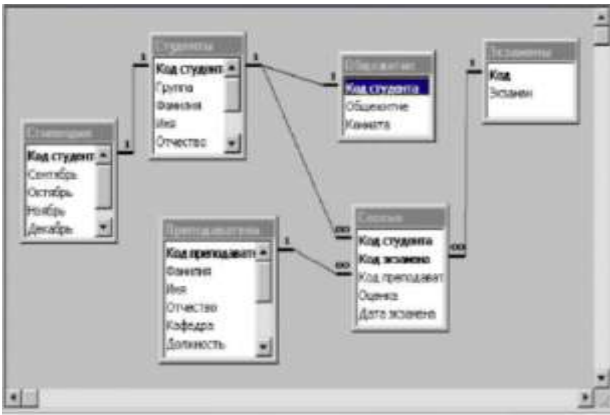 Студенты
Код студент
Группа
Фамилия
Имя
Отчество
Общежитие
Код студента
Общежитие
Комната
Экзамены
Код
Экзамен
Стипендия
Код студент
Сентябрь
Октябрь
Ноябрь
Декабрь
Преподаватели
Код преподавате
Фамилия
Имя
Отчество
Кафедра
Должность
Сессия
Код студента
Код экзамена
Код преподават
Оценка
Дата экзамена
1
1
1
1
1
1
1
∞
∞
∞